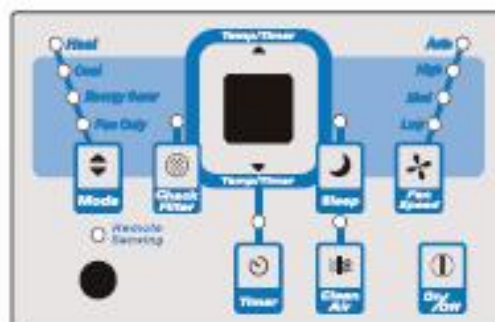 Heat
Temp/Timer
Auto
Cool
High
Energy Saver
Med
Fan Only
Low
Mode
Check
Filter
Temp/Timer
Sleep
Fan
Speed
Remote
Sensing
Timer
Clean
Air
On/
Off